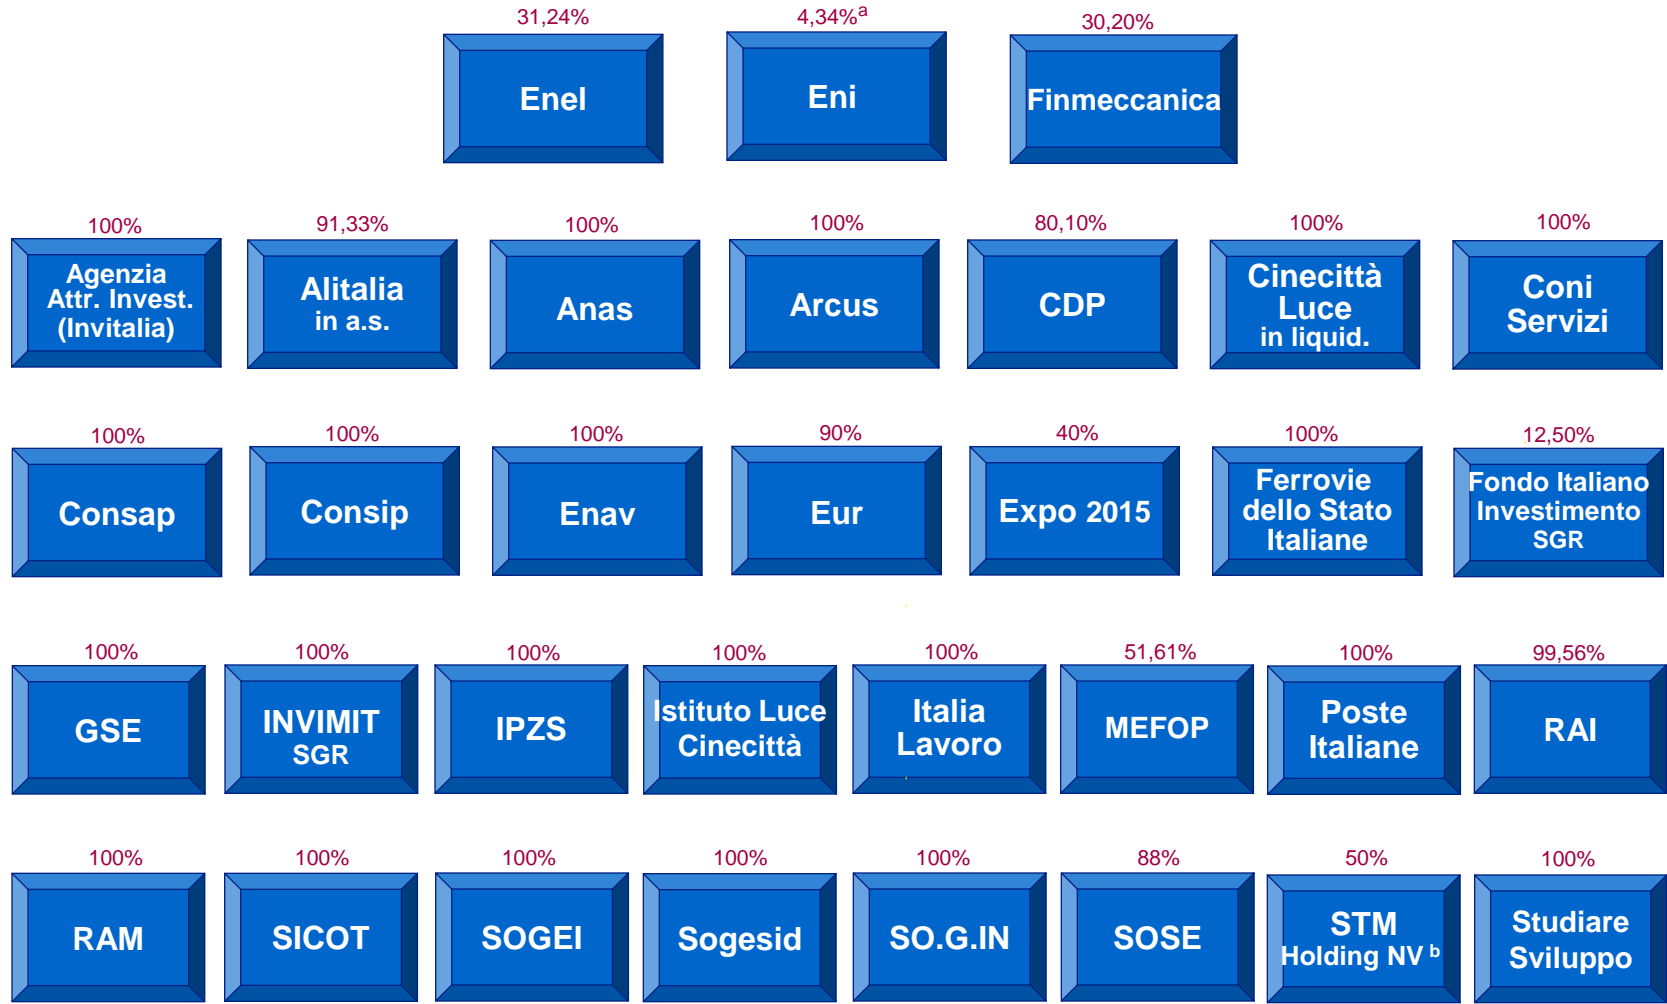 31,24% 4,34%a 30,20%
Enel Eni Finmeccanica
100% 91,33% 100% 100% 80,10% 100% 100%
Agenzia
Attr. Invest.
(Invitalia)
Alitalia
in a.s.
Anas
Arcus
CDP
Cinecittà
Luce
in liquid.
Coni
Servizi
100% 100% 100% 90% 40% 100% 12,50%
Consap
Consip
Enav
Eur
Expo 2015
Ferrovie
dello Stato
Italiane
Fondo Italiano
Investimento
SGR
100% 100% 100% 100% 100% 51,61% 100% 99,56%
GSE
INVIMIT
SGR
IPZS
Istituto Luce
Cinecittà
Italia
Lavoro
MEFOP
Poste
Italiane
RAI
100% 100% 100% 100% 100% 88% 50% 100%
RAM
SICOT
SOGEI
Sogesid
SO.G.IN
SOSE
STM
Holding NV b
Studiare
Sviluppo